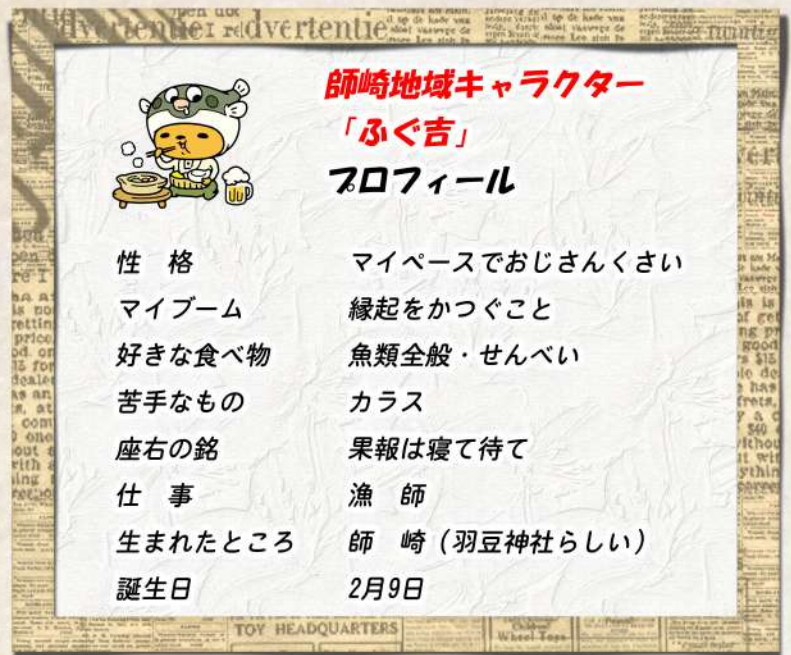 師崎地域キャラクター
「ふぐ吉」
プロフィール
性　格　マイペースでおじさんくさい
マイブーム　縁起をかつぐこと
好きな食べ物　魚類全般・せんべい
苦手なもの　カラス
座右の銘　果報は寝て待て
仕　事　漁　師
生まれたところ　師　崎（羽豆神社らしい）
誕生日　2月9日
TOY HEADQUARTERS